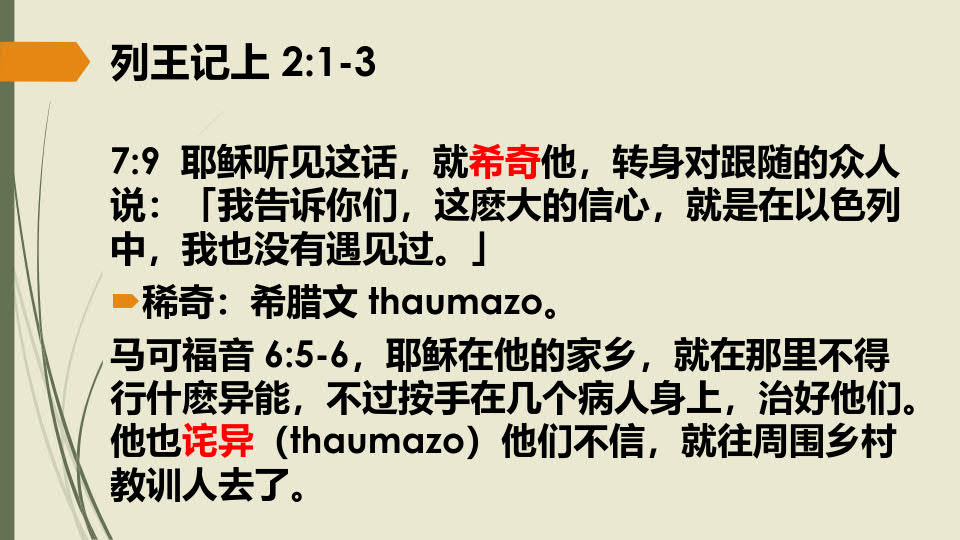 列王记上 2:1-3
7:9 耶稣听见这话，就希奇他，转身对跟随的众人
说：「我告诉你们，这麽大的信心，就是在以色列
中，我也没有遇见过。」
稀奇：希腊文 thaumazo。
马可福音 6:5-6，耶稣在他的家乡，就在那里不得
行什麽异能，不过按手在几个病人身上，治好他们。
他也诧异（thaumazo）他们不信，就往周围乡村
教训人去了。